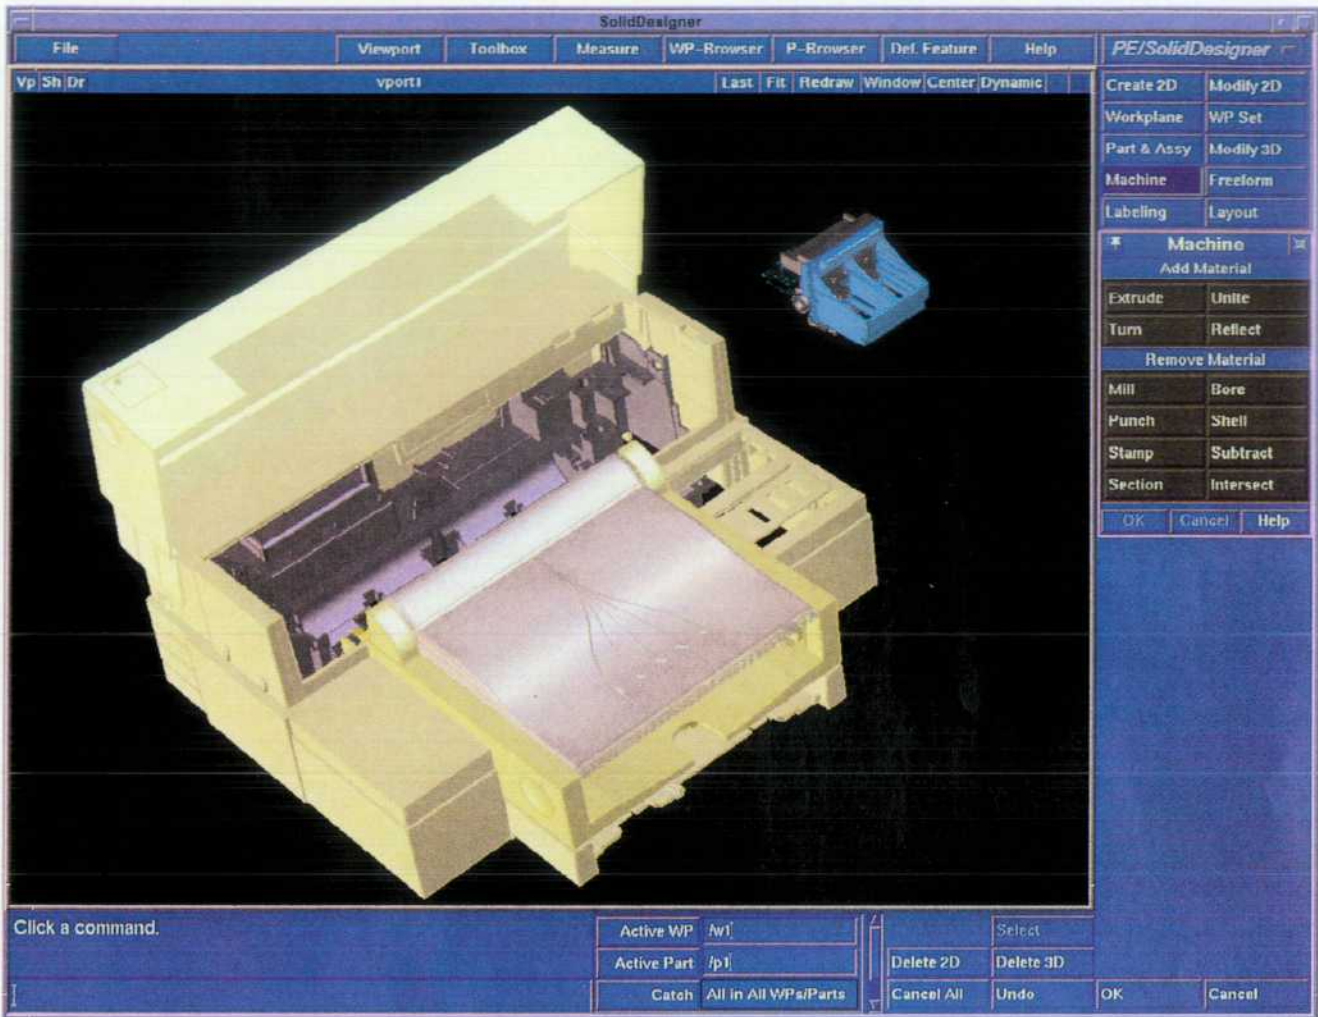 SolidDesigner
File Viewport Toolbox Measure WP-Browser P-Browser Def. Feature Help PE/SolidDesigner
Vp Sh Dr vport1 Last Fit Redraw Window Center Dynamic
Create 2D Modify 2D
Workplane WP Set
Part & Assy Modify 3D
Machine Freeform
Labeling Layout
Machine
Add Material
Extrude Unite
Turn Reflect
Remove Material
Mill Bore
Punch Shell
Stamp Subtract
Section Intersect
OK Cancel Help
Click a command.
Active WP /w1
Select
Active Part /p1
Delete 2D Delete 3D
Catch All in All WPs/Parts
Cancel All Undo OK Cancel